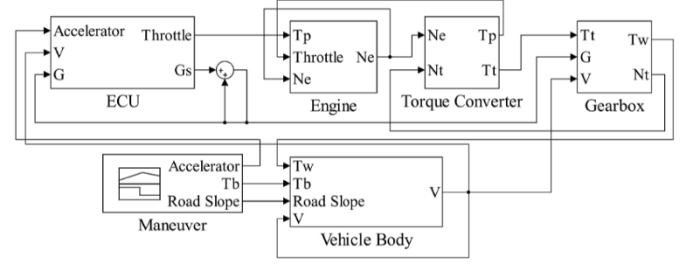 Accelerator Throttle
V
G Gs
ECU
Tp
Throttle Ne
Ne
Engine
Ne Tp
Nt Tt
Torque Converter
Tt Tw
G
V Nt
Gearbox
Accelerator
Tb
Road Slope
Maneuver
Tw
Tb
Road Slope V
V
Vehicle Body